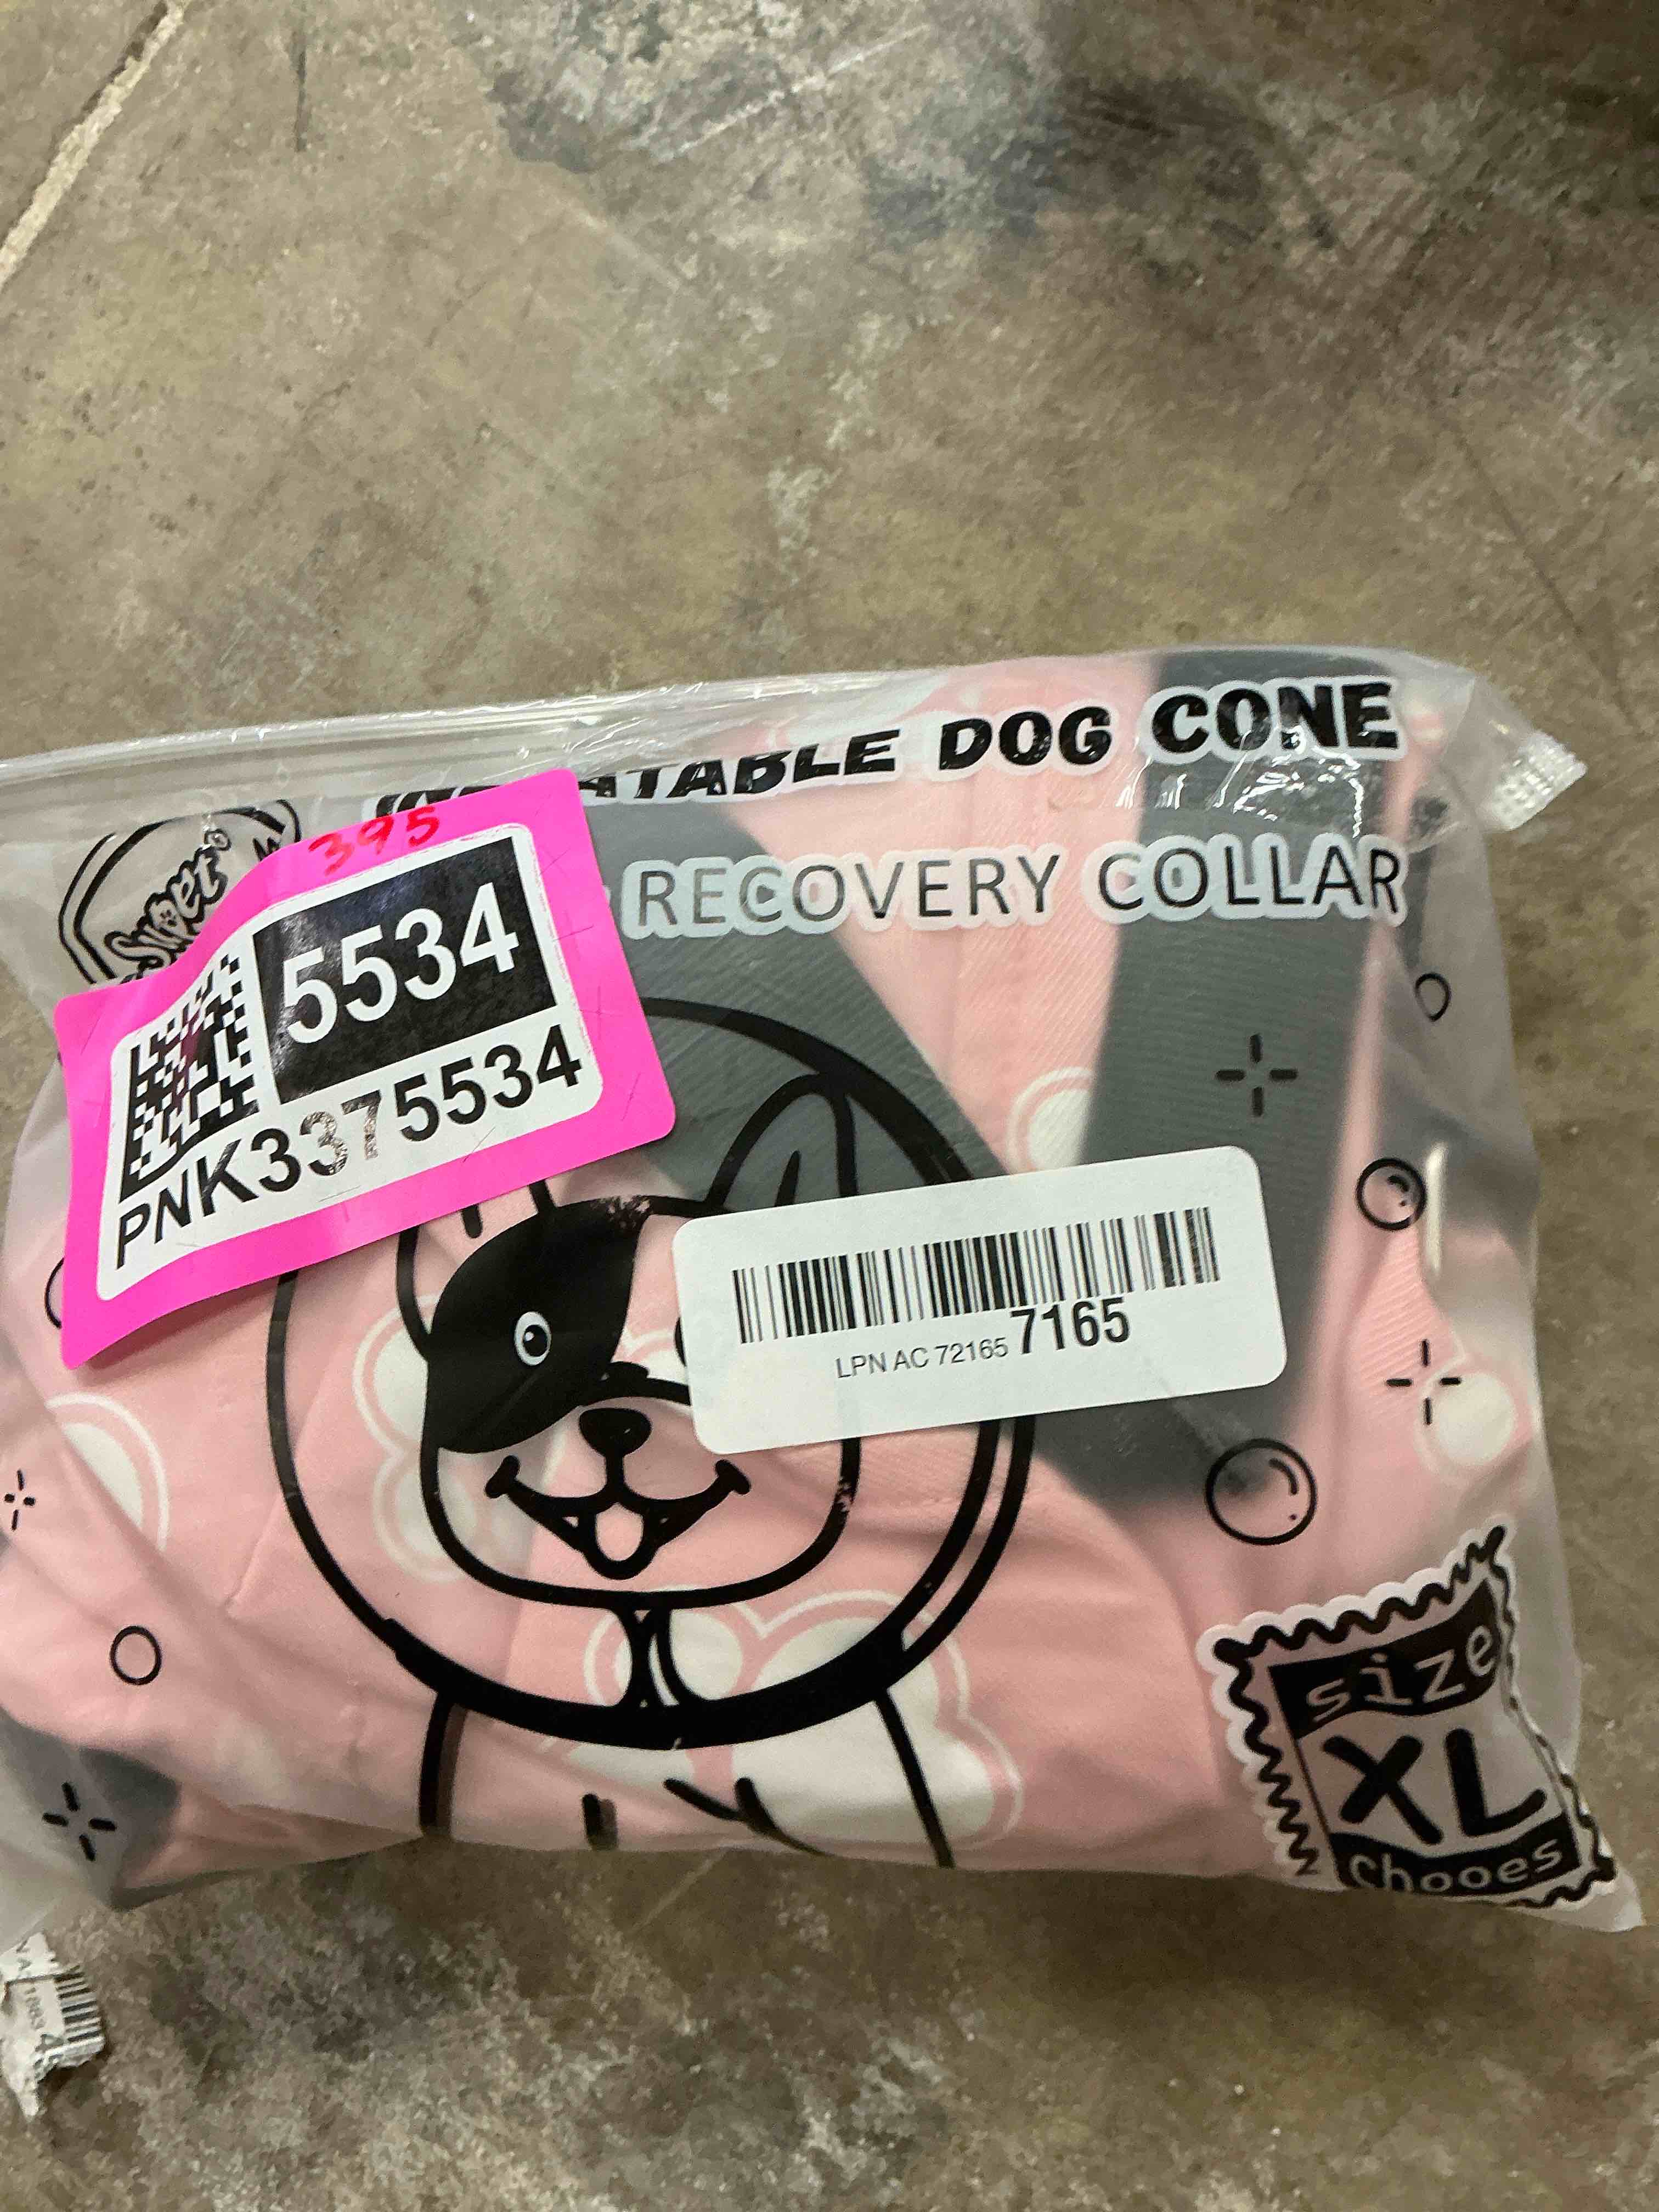 DOG CONE
RECOVERY COLLAR
395
5534
PNK3375534
LPN AC 72165 7165
size
XL
chooes